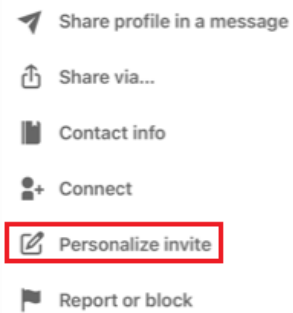 Share profile in a message
Share via...
Contact info
Connect
Personalize invite
Report or block